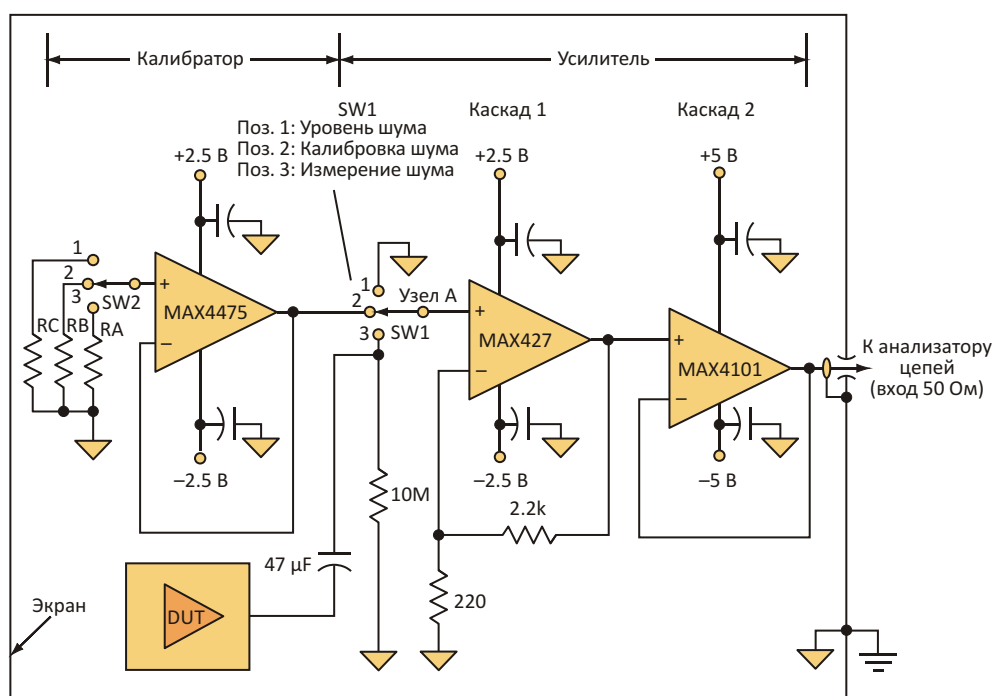 Калибратор
Усилитель
SW1
Поз. 1: Уровень шума
Поз. 2: Калибровка шума
Поз. 3: Измерение шума
Каскад 1
Каскад 2
+2.5 В
+2.5 В
+5 В
1
2
3
SW2
RC
RB
RA
+
−
MAX4475
–2.5 В
1
2
3
SW1
Узел A
+
−
MAX427
–2.5 В
+
−
MAX4101
–5 В
К анализатору
цепей
(вход 50 Ом)
10M
2.2k
47 µF
220
DUT
Экран